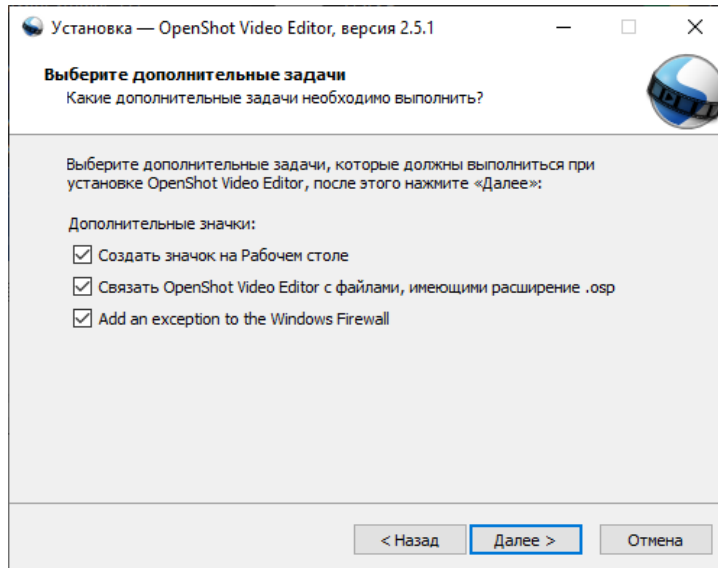 Установка — OpenShot Video Editor, версия 2.5.1
Выберите дополнительные задачи
Какие дополнительные задачи необходимо выполнить?
Выберите дополнительные задачи, которые должны выполниться при
установке OpenShot Video Editor, после этого нажмите «Далее»:
Дополнительные значки:
Создать значок на Рабочем столе
Связать OpenShot Video Editor с файлами, имеющими расширение .osp
Add an exception to the Windows Firewall
< Назад
Далее >
Отмена